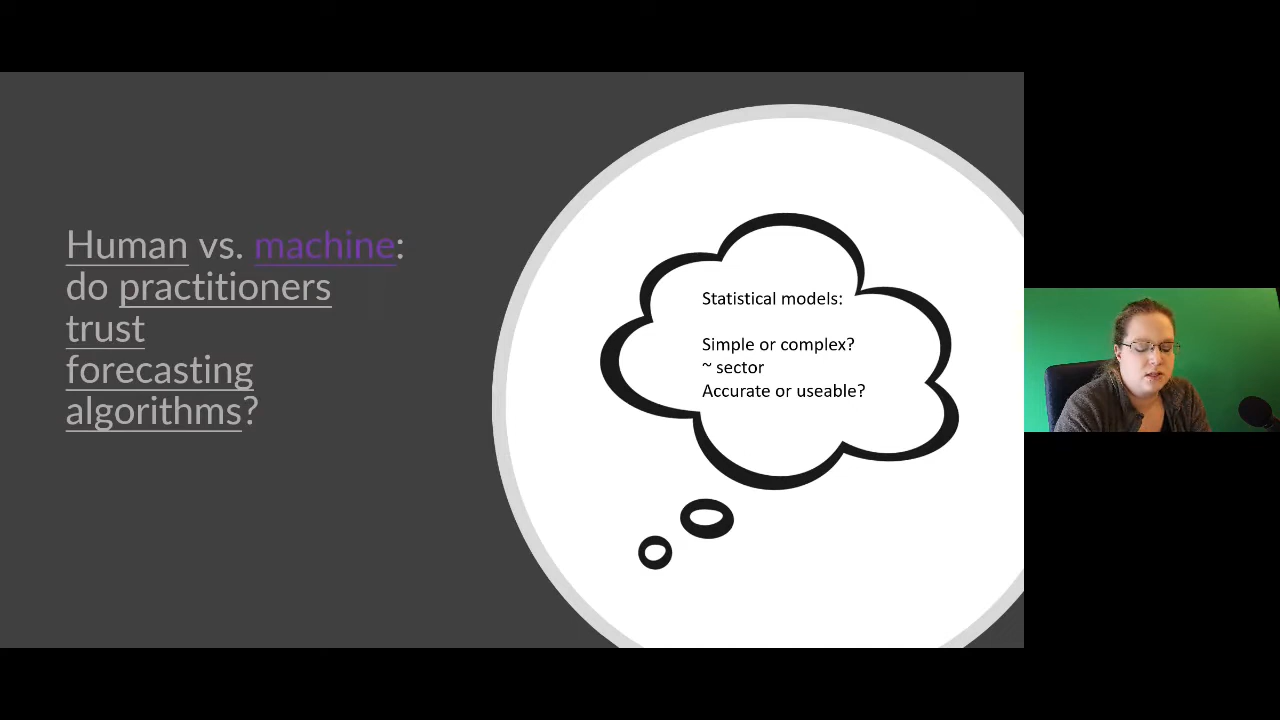 Human vs. machine:
do practitioners
trust
forecasting
algorithms?
Statistical models:
Simple or complex?
~ sector
Accurate or useable?